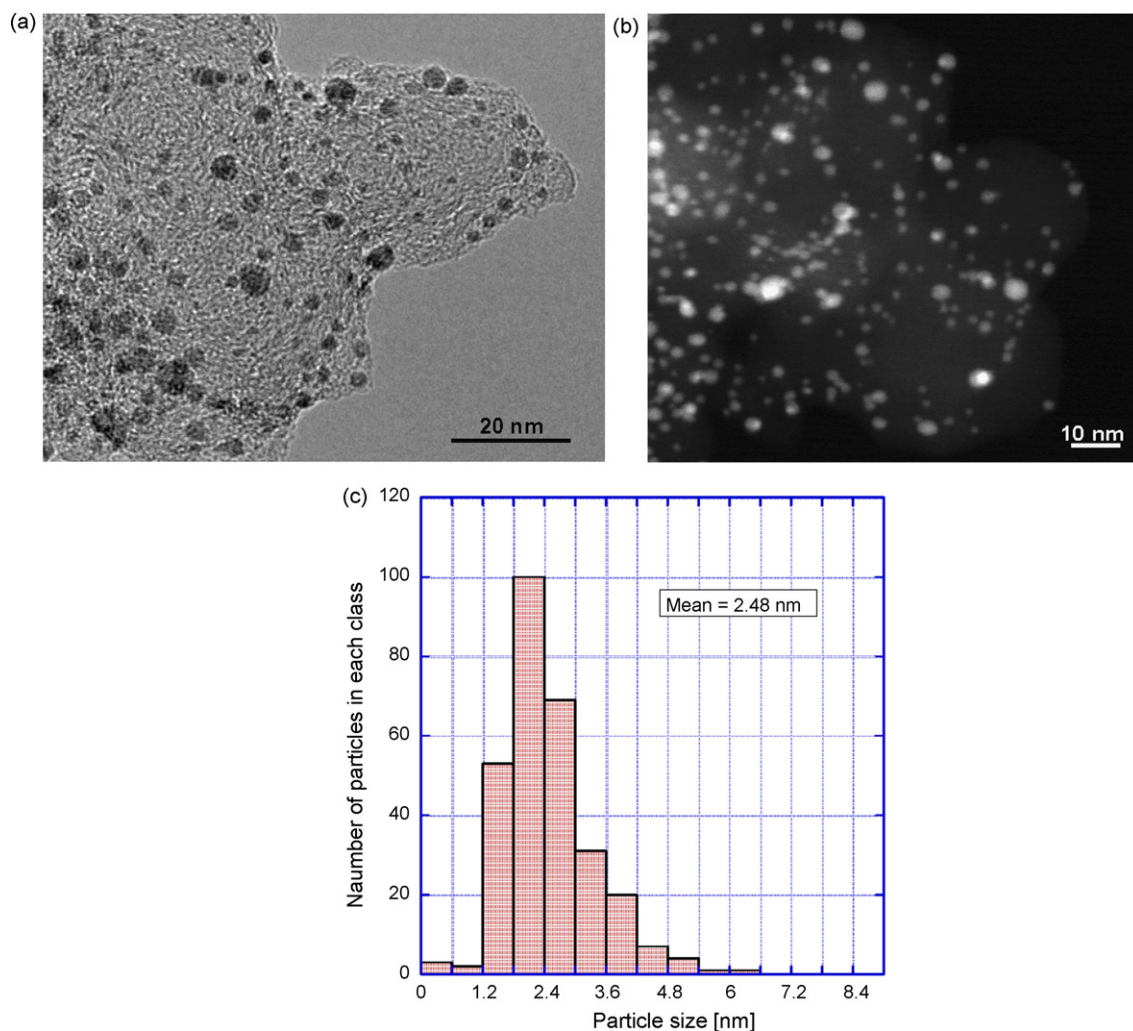 (a)
(b)
20 nm
10 nm
(c)
120
100
80
60
40
20
0
Naumber of particles in each class
Mean = 2.48 nm
0 1.2 2.4 3.6 4.8 6 7.2 8.4
Particle size [nm]